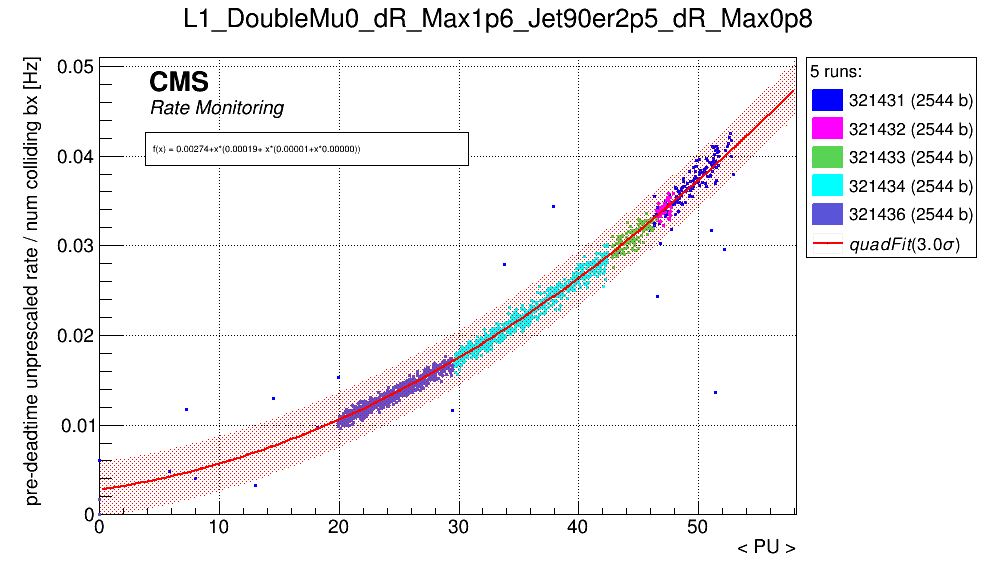 L1_DoubleMu0_dR_Max1p6_Jet90er2p5_dR_Max0p8
pre-deadtime unprescaled rate / num colliding bx [Hz]
0.05
0.04
0.03
0.02
0.01
0
CMS
Rate Monitoring
f(x) = 0.00274+x*(0.00019+ x*(0.00001+x*0.00000))
0 10 20 30 40 50
< PU >
5 runs:
321431 (2544 b)
321432 (2544 b)
321433 (2544 b)
321434 (2544 b)
321436 (2544 b)
quadFit(3.0σ)